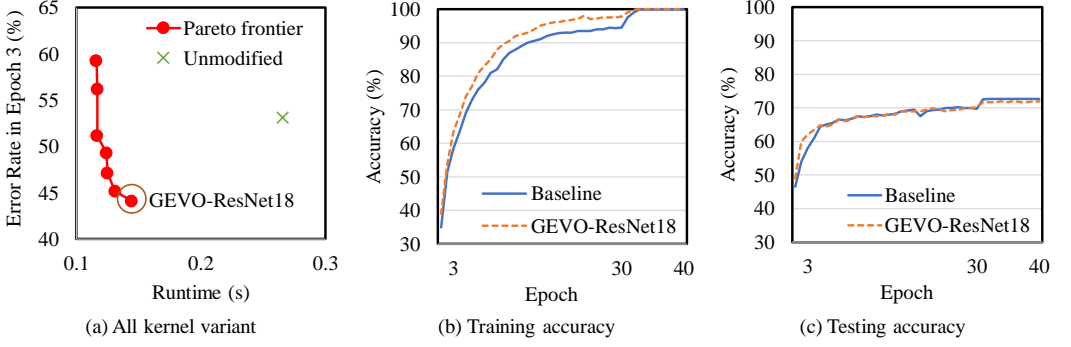 Error Rate in Epoch 3 (%)
65
60
55
50
45
40
Pareto frontier
Unmodified
GEVO-ResNet18
0.1
0.2
0.3
Runtime (s)
(a) All kernel variant
Accuracy (%)
100
90
80
70
60
50
40
30
Baseline
GEVO-ResNet18
3
30
40
Epoch
(b) Training accuracy
Accuracy (%)
100
90
80
70
60
50
40
30
Baseline
GEVO-ResNet18
3
30
40
Epoch
(c) Testing accuracy